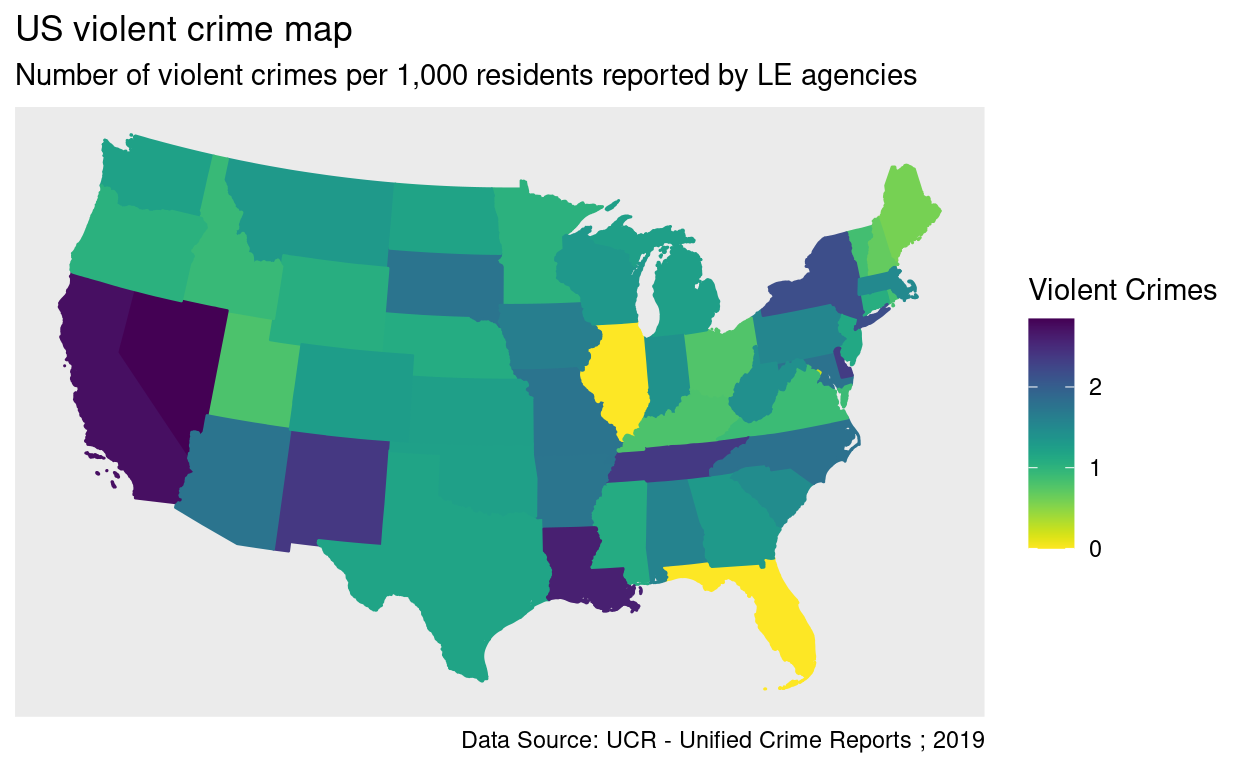 US violent crime map
Number of violent crimes per 1,000 residents reported by LE agencies
Violent Crimes
2
1
0
Data Source: UCR - Unified Crime Reports ; 2019